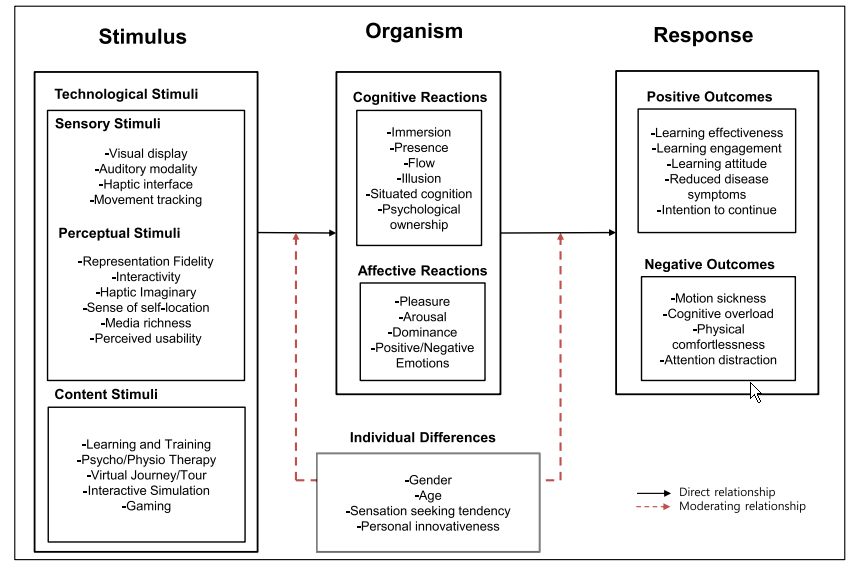 Stimulus
Organism
Response
Technological Stimuli
Sensory Stimuli
-Visual display
-Auditory modality
-Haptic interface
-Movement tracking
Perceptual Stimuli
-Representation Fidelity
-Interactivity
-Haptic Imaginary
-Sense of self-location
-Media richness
-Perceived usability
Content Stimuli
-Learning and Training
-Psycho/Physio Therapy
-Virtual Journey/Tour
-Interactive Simulation
-Gaming
Cognitive Reactions
-Immersion
-Presence
-Flow
-Illusion
-Situated cognition
-Psychological
ownership
Affective Reactions
-Pleasure
-Arousal
-Dominance
-Positive/Negative
Emotions
Individual Differences
-Gender
-Age
-Sensation seeking tendency
-Personal innovativeness
Positive Outcomes
-Learning effectiveness
-Learning engagement
-Learning attitude
-Reduced disease
symptoms
-Intention to continue
Negative Outcomes
-Motion sickness
-Cognitive overload
-Physical
comfortlessness
-Attention distraction
Direct relationship
Moderating relationship